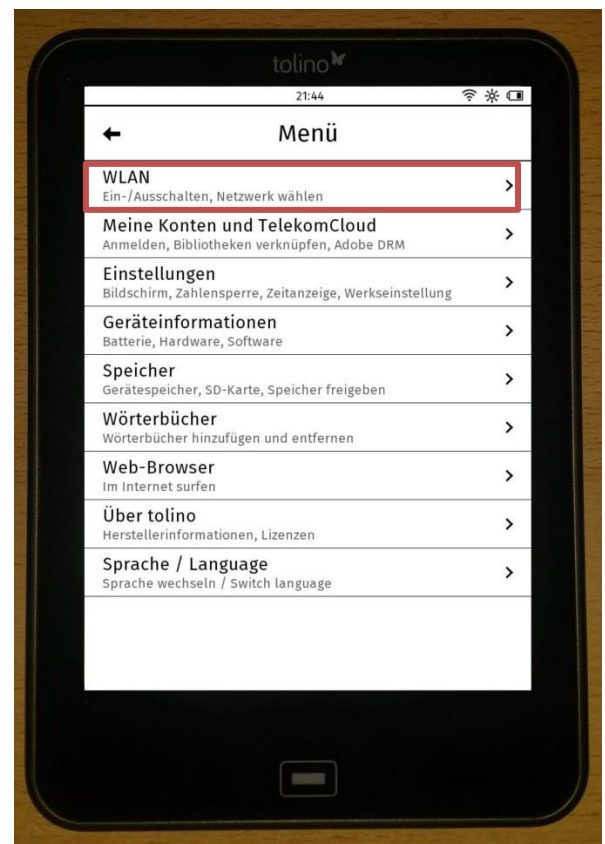 tolino
21:44
Menü
WLAN
Ein-/Ausschalten, Netzwerk wählen
Meine Konten und TelekomCloud
Anmelden, Bibliotheken verknüpfen, Adobe DRM
Einstellungen
Bildschirm, Zahlensperre, Zeitanzeige, Werkseinstellung
Geräteinformationen
Batterie, Hardware, Software
Speicher
Gerätespeicher, SD-Karte, Speicher freigeben
Wörterbücher
Wörterbücher hinzufügen und entfernen
Web-Browser
Im Internet surfen
Über tolino
Herstellerinformationen, Lizenzen
Sprache / Language
Sprache wechseln / Switch language